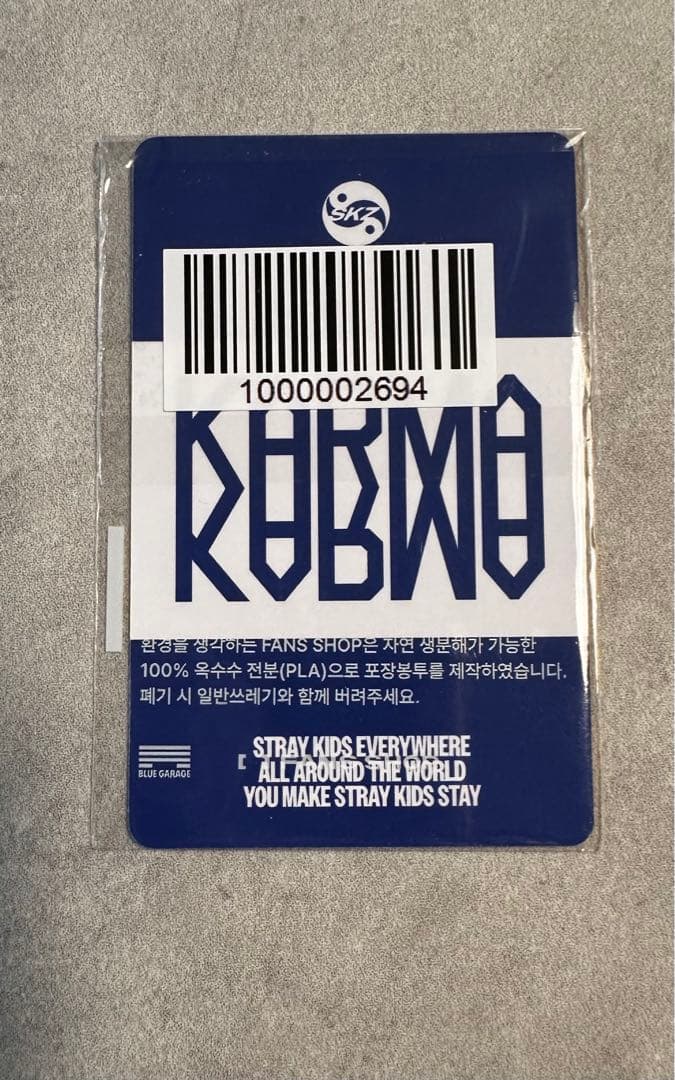 SKZ
1000002694
KARMA
환경을 생각하는 FANS SHOP은 자연 생분해가 가능한
100% 옥수수 전분(PLA)으로 포장봉투를 제작하였습니다.
폐기 시 일반쓰레기와 함께 버려주세요.
BLUE GARAGE
STRAY KIDS EVERYWHERE
ALL AROUND THE WORLD
YOU MAKE STRAY KIDS STAY